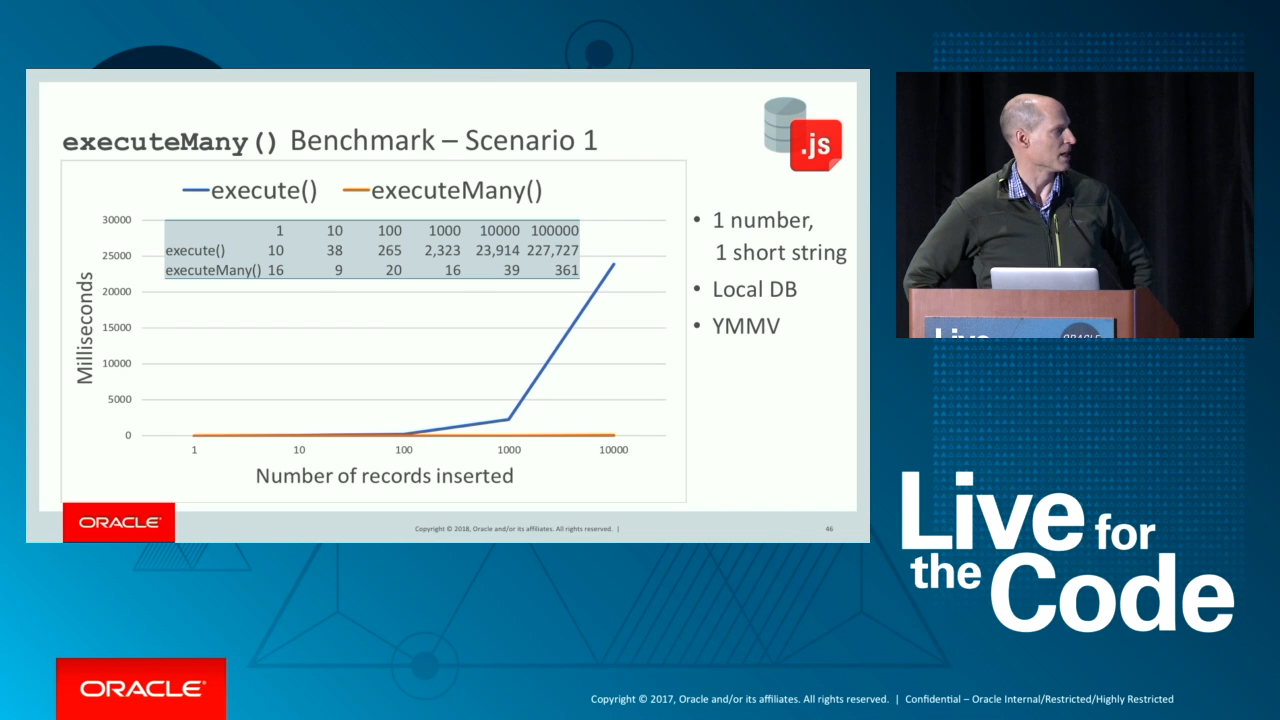 executeMany() Benchmark – Scenario 1
.js
execute() executeMany()
30000
25000
20000
15000
10000
5000
0
1 10 100 1000 10000 100000
execute() 10 38 265 2,323 23,914 227,727
executeMany() 16 9 20 16 39 361
Milliseconds
1 10 100 1000 10000
Number of records inserted
• 1 number,
1 short string
• Local DB
• YMMV
ORACLE
Copyright © 2018, Oracle and/or its affiliates. All rights reserved. |
46
Live
ORACLE
Live for
the Code
ORACLE
Copyright © 2017, Oracle and/or its affiliates. All rights reserved. | Confidential – Oracle Internal/Restricted/Highly Restricted